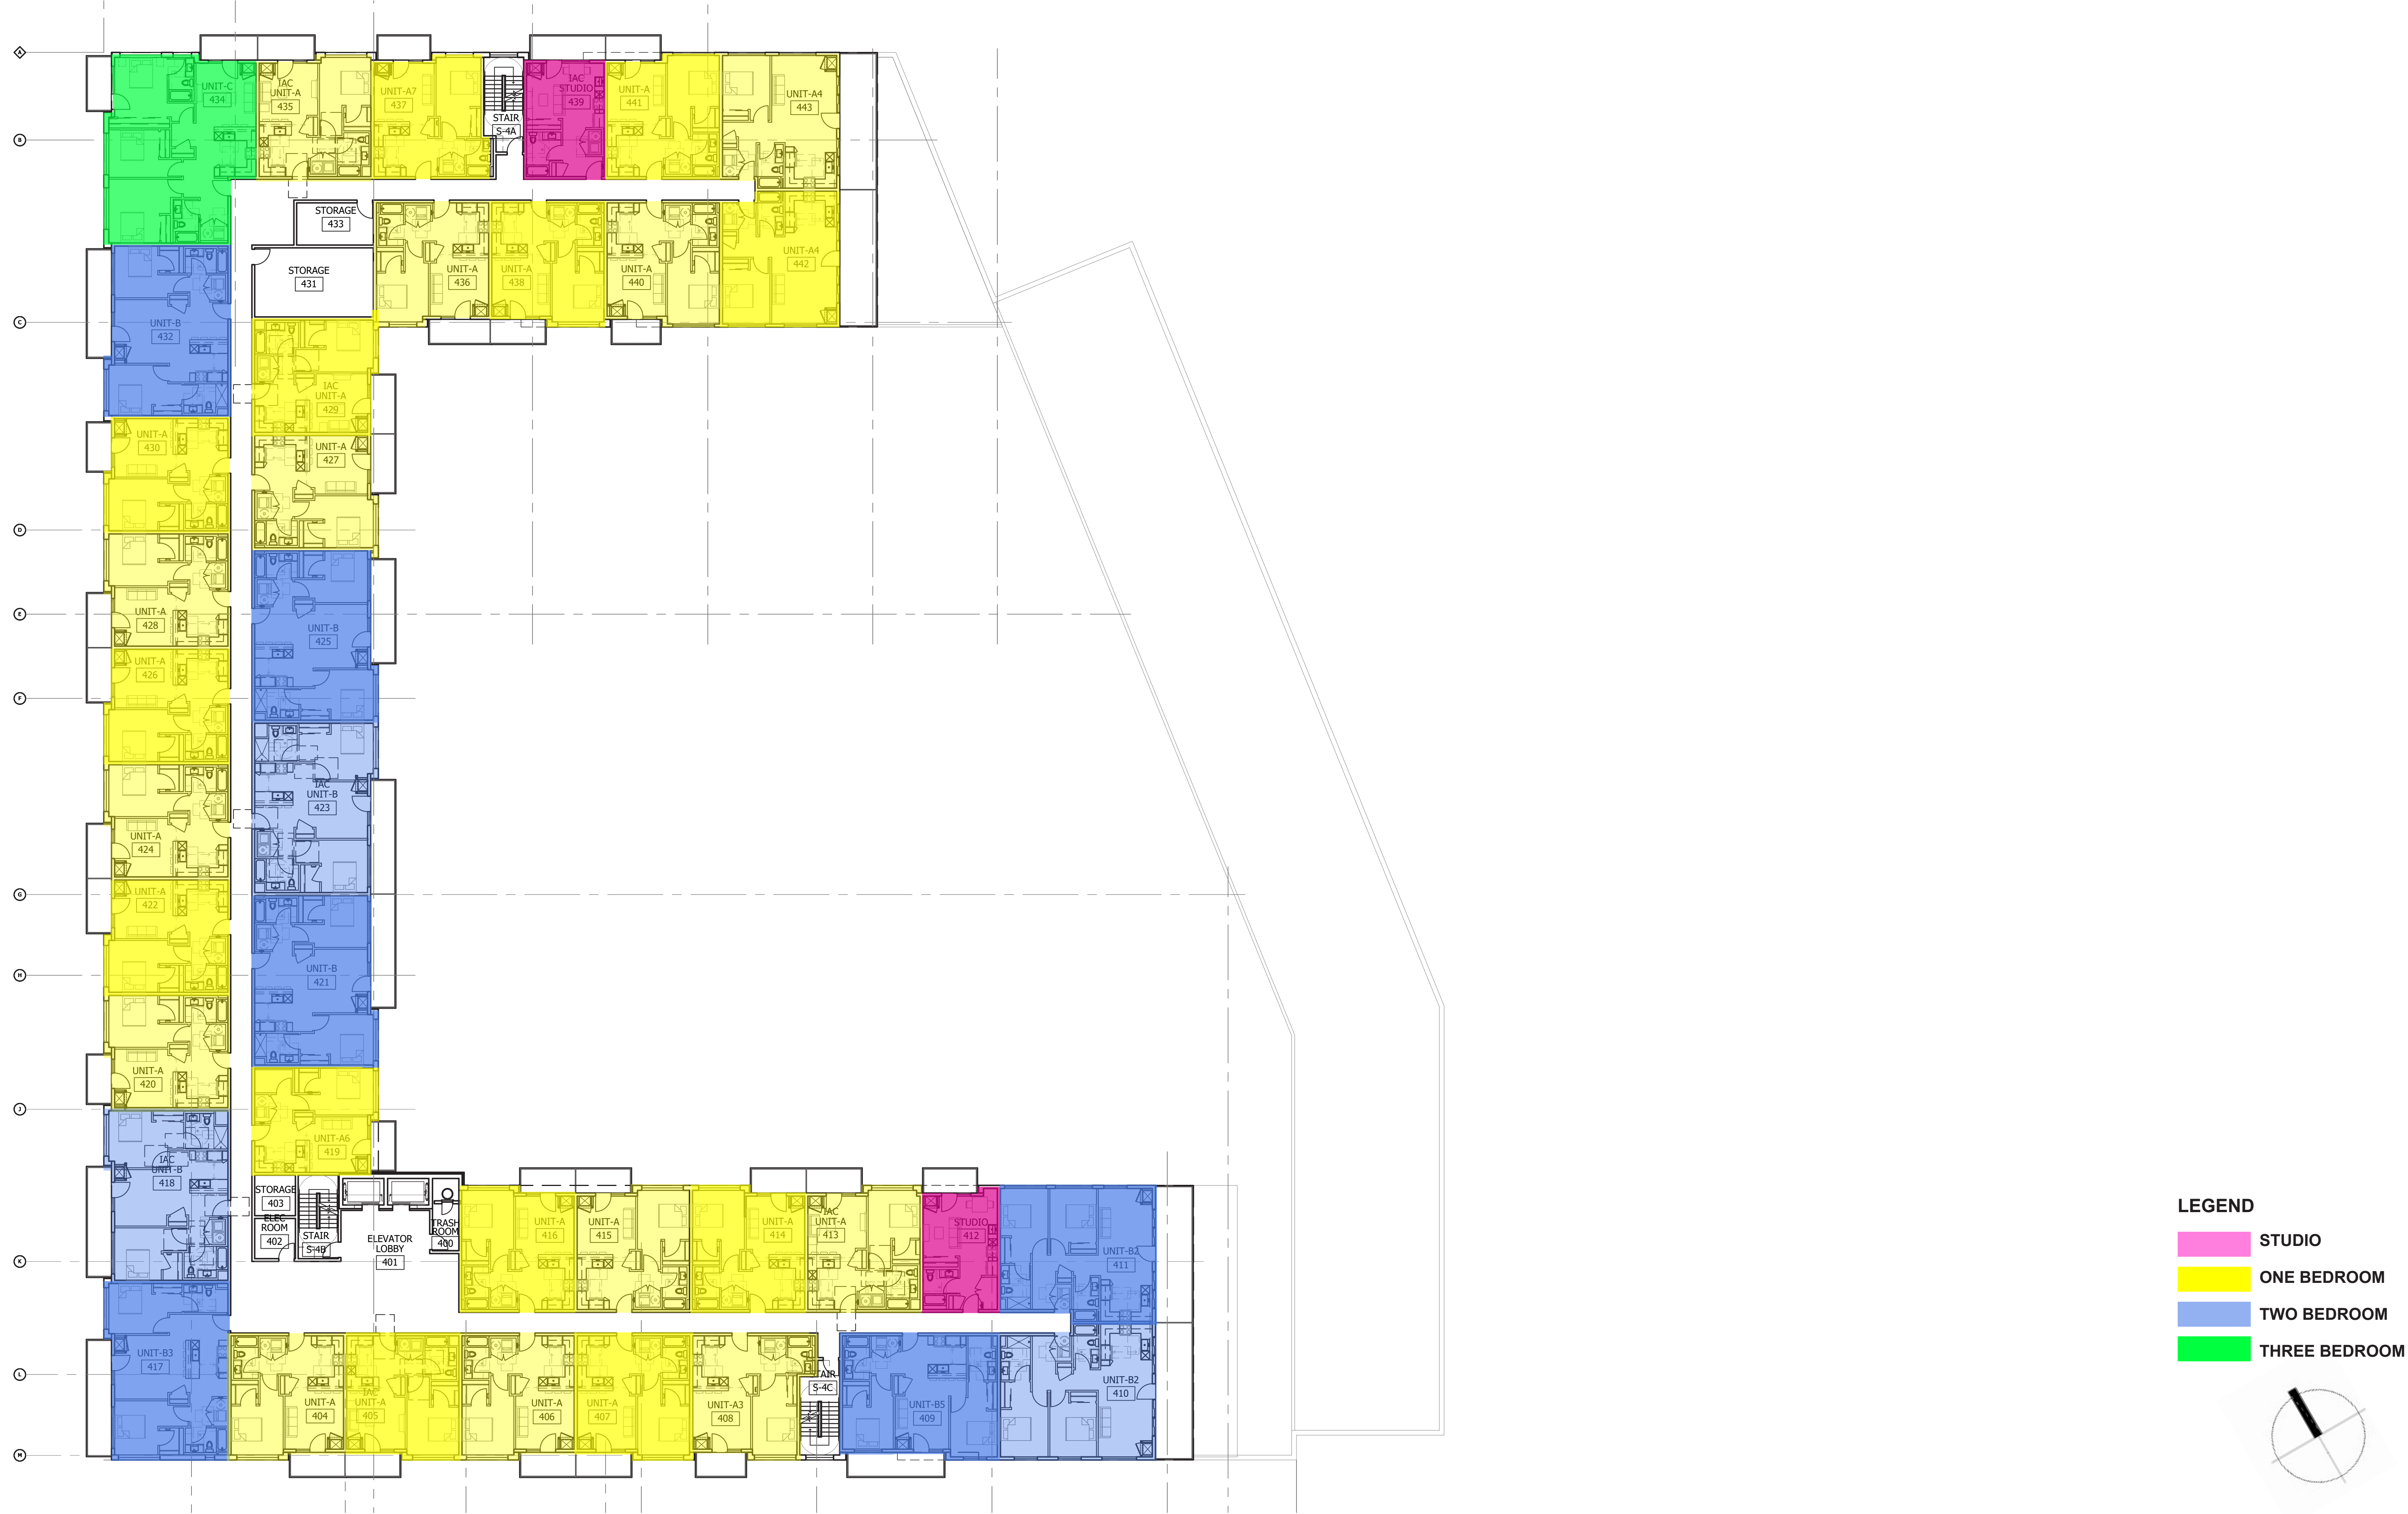 A
B
C
D
E
F
G
H
J
K
L
M
UNIT-C
434
IAC
UNIT-A
435
UNIT-A7
437
STAIR
S-4A
IAC
STUDIO
439
UNIT-A
441
UNIT-A4
443
STORAGE
433
STORAGE
431
UNIT-A
436
UNIT-A
438
UNIT-A
440
UNIT-A4
442
UNIT-B
432
IAC
UNIT-A
429
UNIT-A
430
UNIT-A
427
UNIT-A
428
UNIT-B
425
UNIT-A
426
IAC
UNIT-B
423
UNIT-A
424
UNIT-A
422
UNIT-B
421
UNIT-A
420
UNIT-A6
419
IAC
UNIT-B
418
STORAGE
403
ELEC
ROOM
402
STAIR
S-4B
ELEVATOR
LOBBY
401
TRASH
ROOM
400
UNIT-A
416
UNIT-A
415
UNIT-A
414
IAC
UNIT-A
413
STUDIO
412
UNIT-B2
411
UNIT-B3
417
UNIT-A
404
IAC
UNIT-A
405
UNIT-A
406
UNIT-A
407
UNIT-A3
408
STAIR
S-4C
UNIT-B5
409
UNIT-B2
410
LEGEND
STUDIO
ONE BEDROOM
TWO BEDROOM
THREE BEDROOM